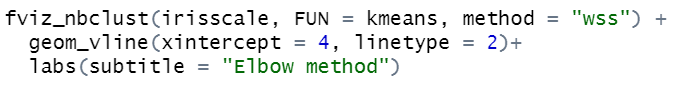 fviz_nbclust(irisscale, FUN = kmeans, method = "wss") +
  geom_vline(xintercept = 4, linetype = 2)+
  labs(subtitle = "Elbow method")